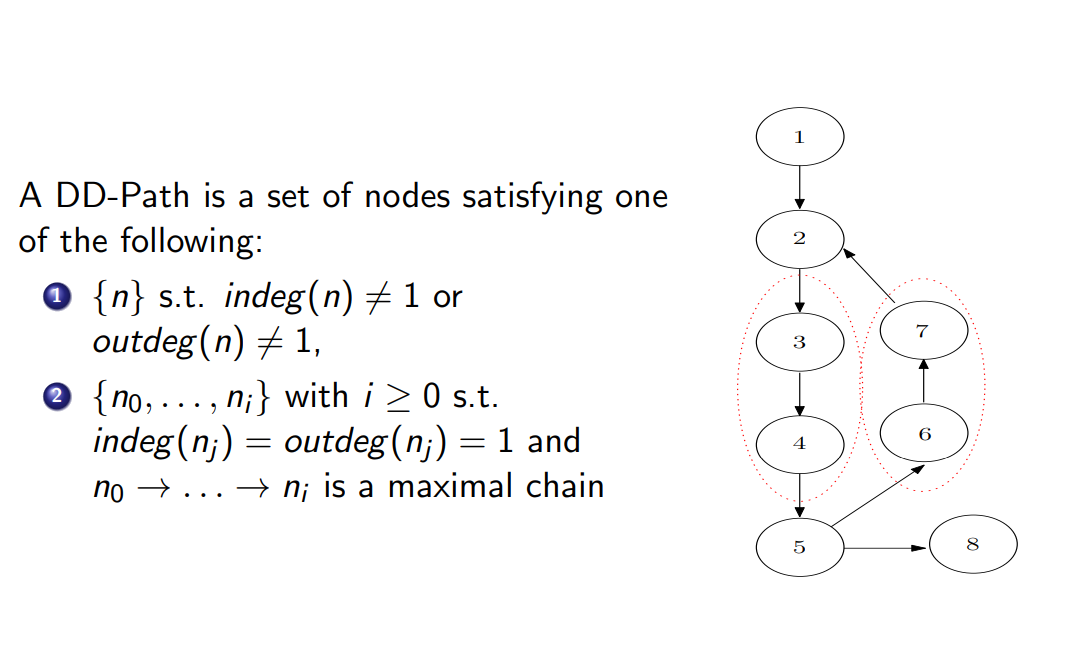 A DD-Path is a set of nodes satisfying one
of the following:
1 {n} s.t. indeg(n) ≠ 1 or
outdeg(n) ≠ 1,
2 {n₀, . . . , nᵢ} with i ≥ 0 s.t.
indeg(nⱼ) = outdeg(nⱼ) = 1 and
n₀ → . . . → nᵢ is a maximal chain
1
2
3
7
4
6
5
8